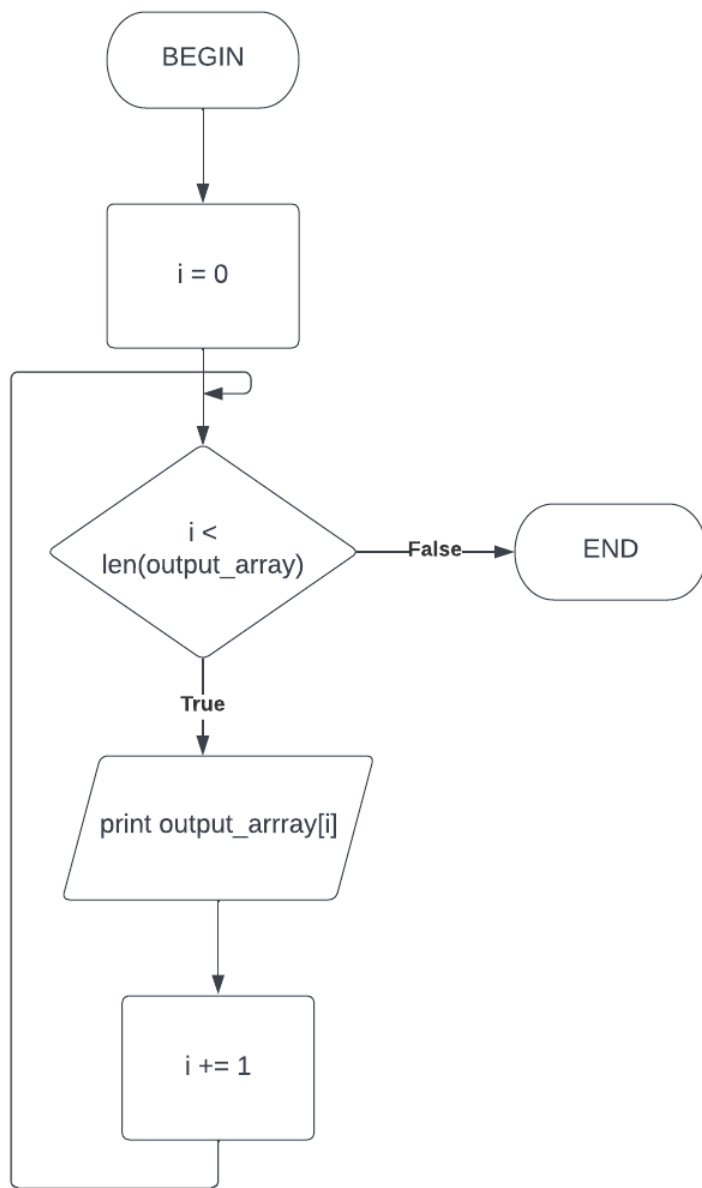 BEGIN
i = 0
i <
len(output_array)
False
END
True
print output_arrray[i]
i += 1